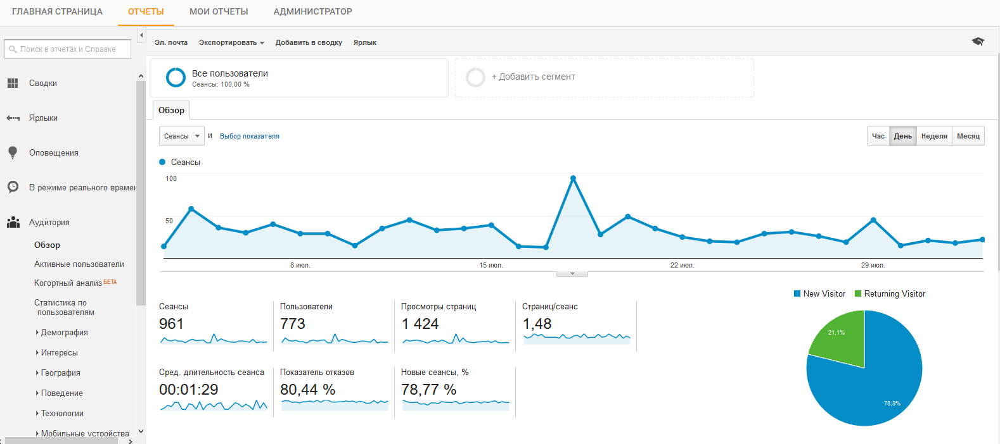 ГЛАВНАЯ СТРАНИЦА
ОТЧЕТЫ
МОИ ОТЧЕТЫ
АДМИНИСТРАТОР
Поиск в отчетах и Справке
Сводки
Ярлыки
Оповещения
В режиме реального времен
Аудитория
Обзор
Активные пользователи
Когортный анализ БЕТА
Статистика по
пользователям
Демография
Интересы
География
Поведение
Технологии
Мобильные устройства
Эл. почта
Экспортировать
Добавить в сводку
Ярлык
Все пользователи
Сеансы: 100,00 %
+ Добавить сегмент
Обзор
Сеансы
и
Выбор показателя
Час
День
Неделя
Месяц
Сеансы
100
50
8 июл.
15 июл.
22 июл.
29 июл.
Сеансы
961
Пользователи
773
Просмотры страниц
1 424
Страниц/сеанс
1,48
Сред. длительность сеанса
00:01:29
Показатель отказов
80,44 %
Новые сеансы, %
78,77 %
New Visitor
Returning Visitor
21,1%
78,9%